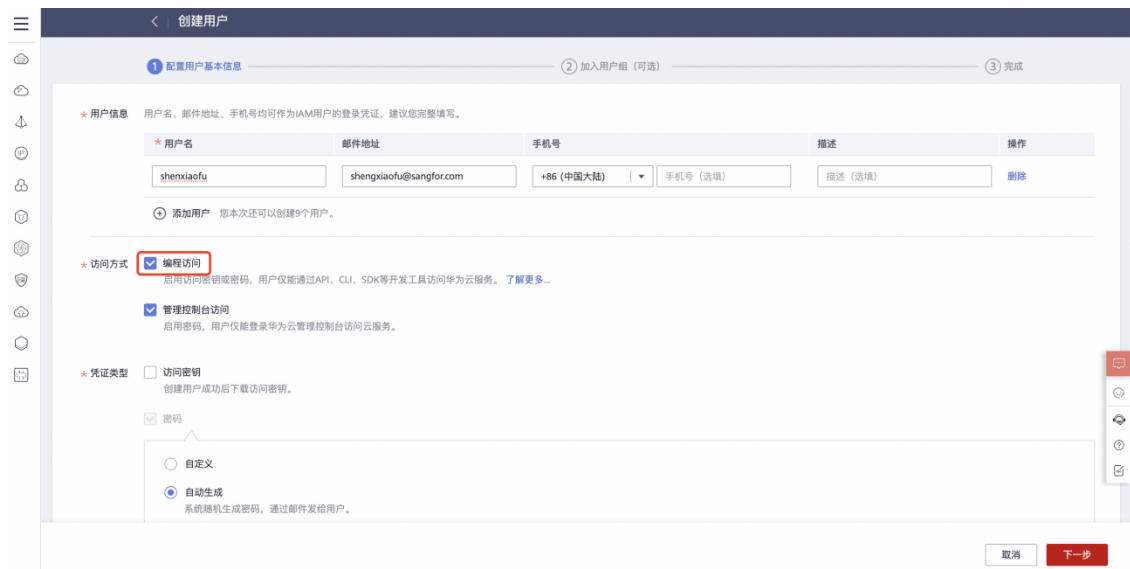 创建用户
1 配置用户基本信息 2 加入用户组（可选） 3 完成
* 用户信息 用户名、邮件地址、手机号均可作为IAM用户的登录凭证，建议您完整填写。
* 用户名 邮件地址 手机号 描述 操作
shenxiaofu shengxiaofu@sangfor.com +86 (中国大陆) 手机号（选填） 描述（选填） 删除
添加用户 您本次还可以创建9个用户。
* 访问方式 编程访问
启用访问密钥或密码，用户仅能通过API、CLI、SDK等开发工具访问华为云服务。 了解更多...
管理控制台访问
启用密码，用户仅能登录华为云管理控制台访问云服务。
* 凭证类型 访问密钥
创建用户成功后下载访问密钥。
密码
自定义
自动生成
系统随机生成密码，通过邮件发给用户。
取消 下一步